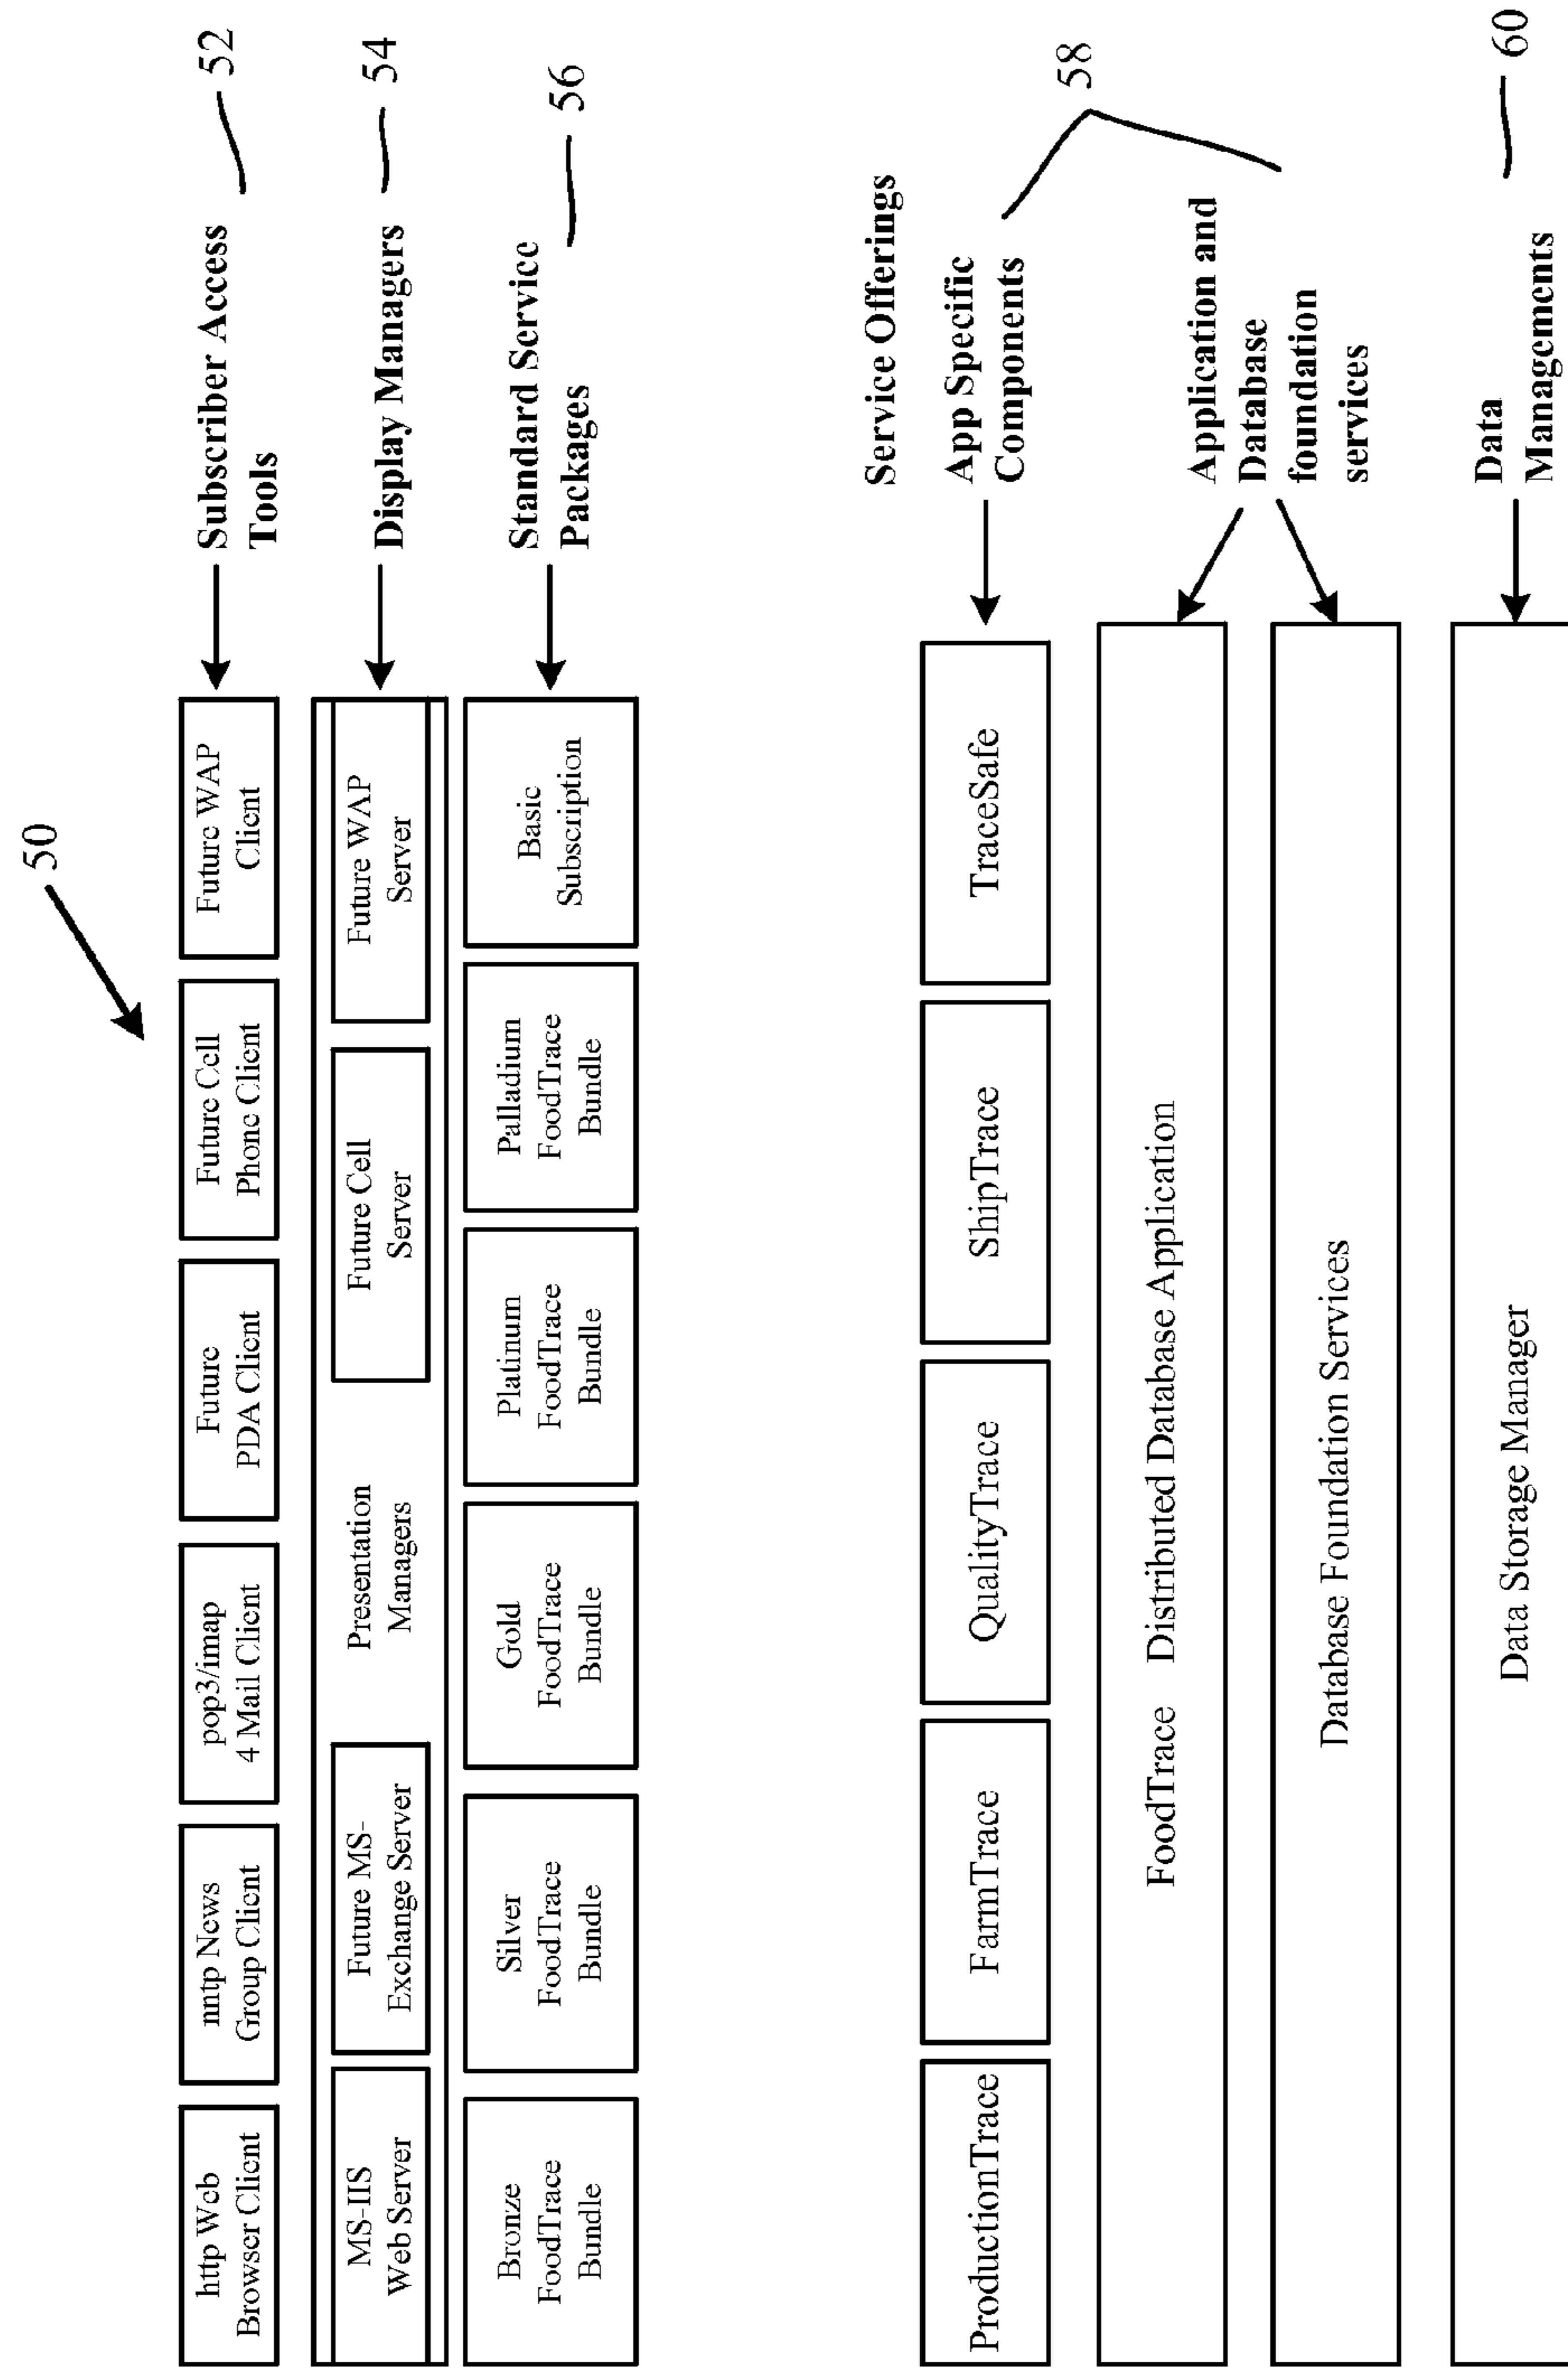 50
http Web
Browser Client
nntp News
Group Client
pop3/imap
4 Mail Client
Future
PDA Client
Future Cell
Phone Client
Future WAP
Client
Subscriber Access
Tools
52
MS-IIS
Web Server
Future MS-
Exchange Server
Presentation
Managers
Future Cell
Server
Future WAP
Server
Display Managers
54
Bronze
FoodTrace
Bundle
Silver
FoodTrace
Bundle
Gold
FoodTrace
Bundle
Platinum
FoodTrace
Bundle
Palladium
FoodTrace
Bundle
Basic
Subscription
Standard Service
Packages
56
Service Offerings
ProductionTrace
FarmTrace
QualityTrace
ShipTrace
TraceSafe
App Specific
Components
58
FoodTrace Distributed Database Application
Database Foundation Services
Application and
Database
foundation
services
Data Storage Manager
Data
Managements
60